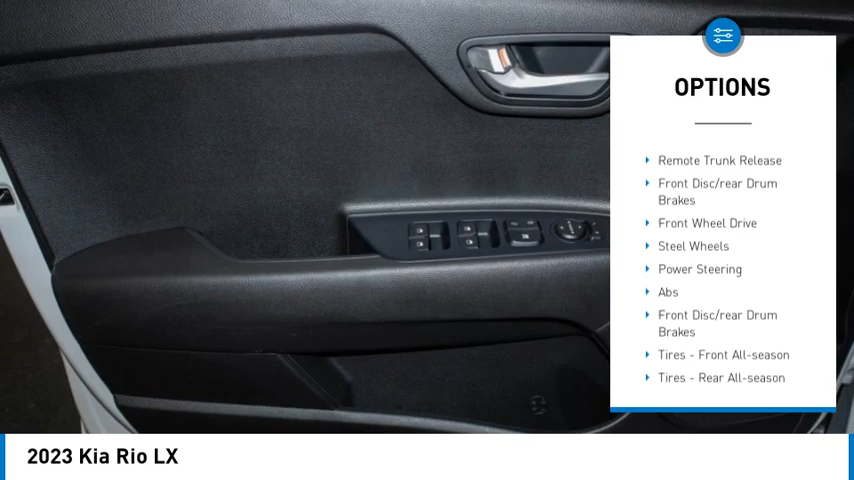 OPTIONS
Remote Trunk Release
Front Disc/rear Drum
Brakes
Front Wheel Drive
Steel Wheels
Power Steering
Abs
Front Disc/rear Drum
Brakes
Tires - Front All-season
Tires - Rear All-season
2023 Kia Rio LX